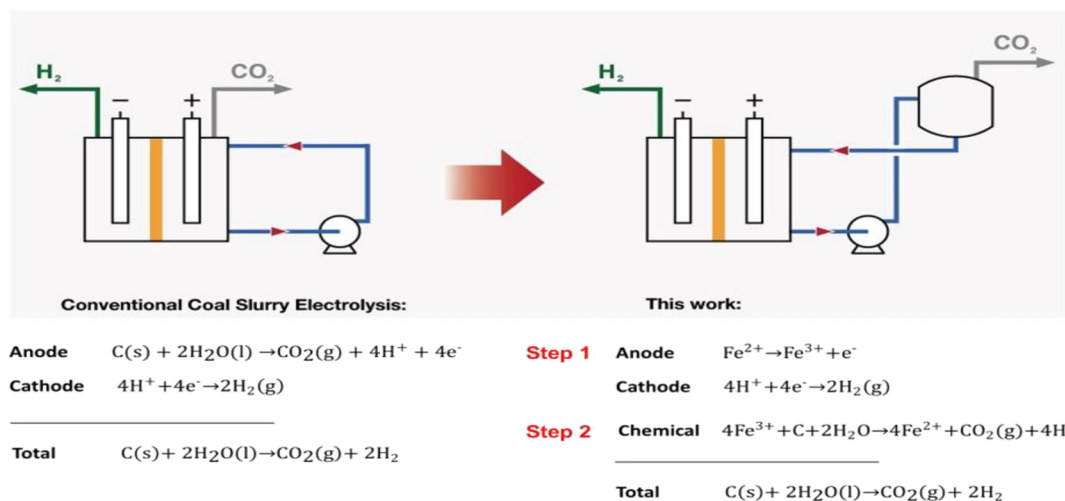 H₂
CO₂
−
+
H₂
CO₂
−
+
Conventional Coal Slurry Electrolysis:
This work:
Anode C(s) + 2H₂O(l) →CO₂(g) + 4H⁺ + 4e⁻
Cathode 4H⁺+4e⁻→2H₂(g)
Total C(s)+ 2H₂O(l)→CO₂(g)+ 2H₂
Step 1 Anode Fe²⁺→Fe³⁺+e⁻
Cathode 4H⁺+4e⁻→2H₂(g)
Step 2 Chemical 4Fe³⁺+C+2H₂O→4Fe²⁺+CO₂(g)+4H
Total C(s)+ 2H₂O(l)→CO₂(g)+ 2H₂